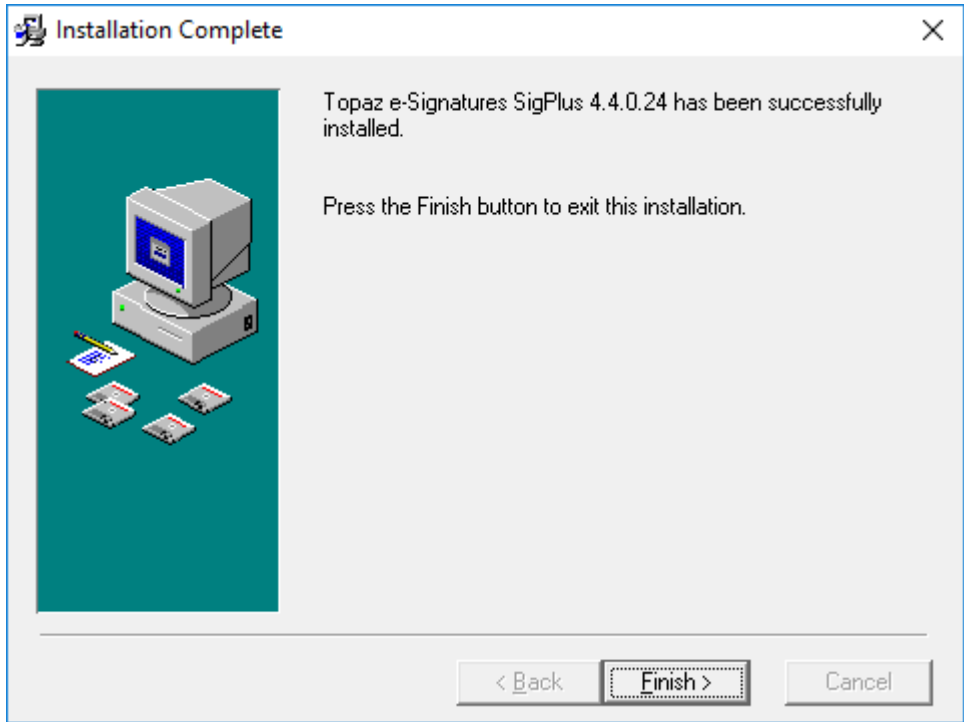 Installation Complete
Topaz e-Signatures SigPlus 4.4.0.24 has been successfully
installed.
Press the Finish button to exit this installation.
< Back
Finish >
Cancel